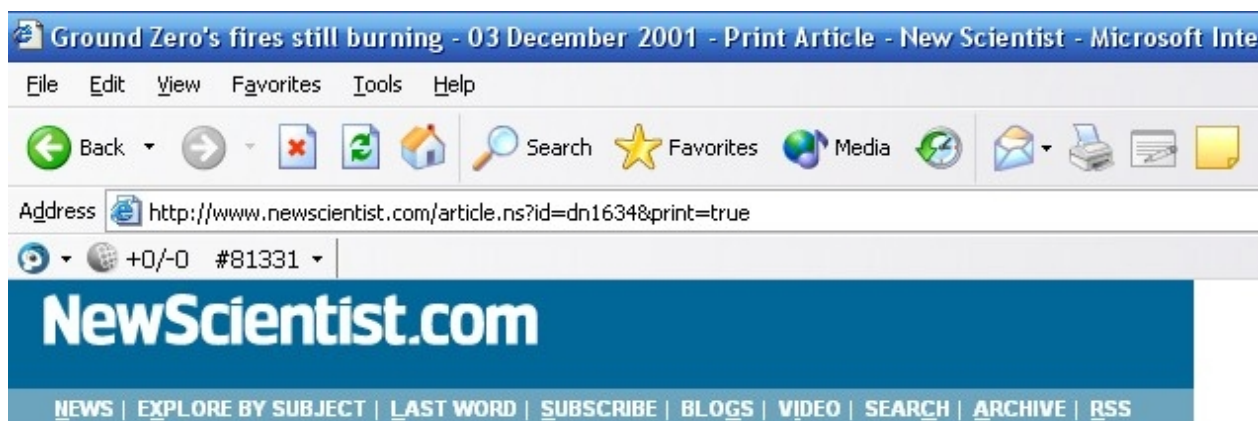 Ground Zero's fires still burning - 03 December 2001 - Print Article - New Scientist - Microsoft Inte
File Edit View Favorites Tools Help
Back Search Favorites Media
Address http://www.newscientist.com/article.ns?id=dn1634&print=true
+0/-0 #81331
NewScientist.com
NEWS | EXPLORE BY SUBJECT | LAST WORD | SUBSCRIBE | BLOGS | VIDEO | SEARCH | ARCHIVE | RSS